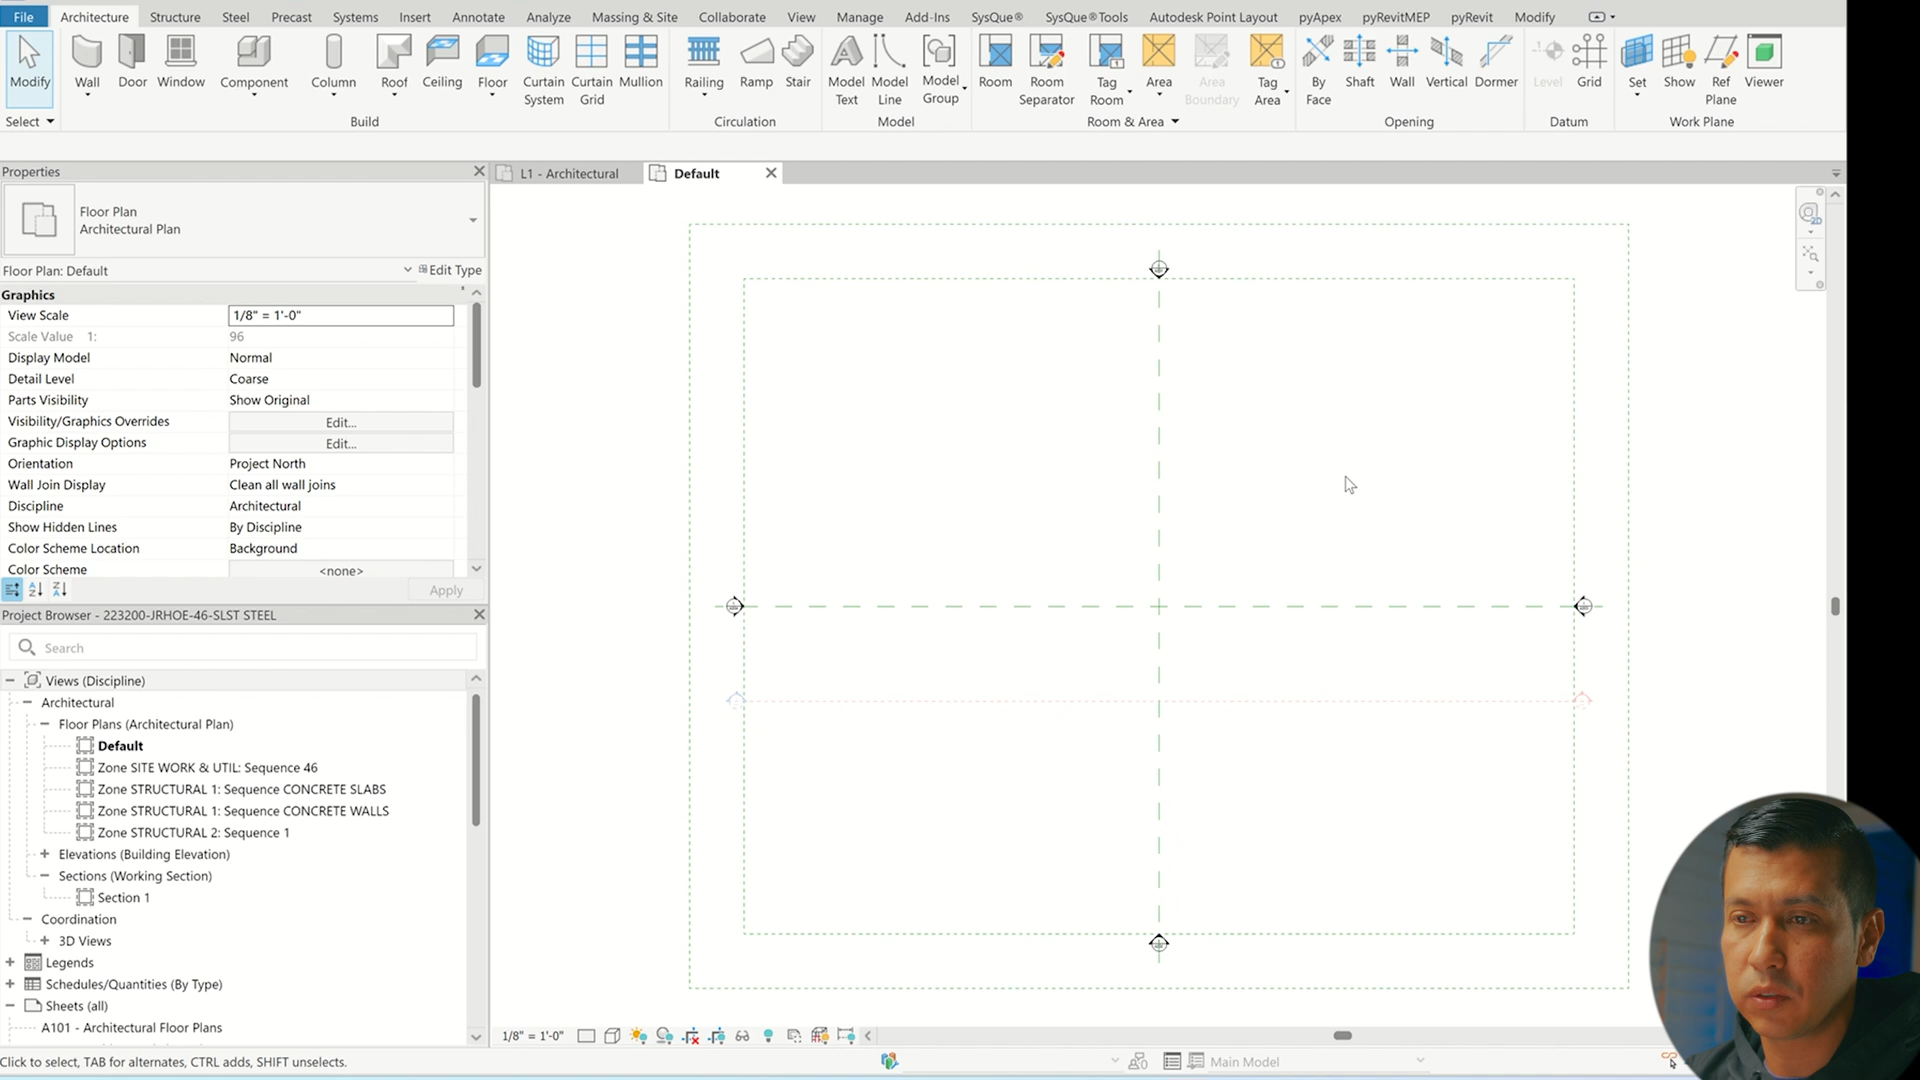 File Architecture Structure Steel Precast Systems Insert Annotate Analyze Massing & Site Collaborate View Manage Add-Ins SysQue® SysQue®Tools Autodesk Point Layout pyApex pyRevitMEP pyRevit Modify
Modify Wall Door Window Component Column Roof Ceiling Floor Curtain System Curtain Grid Mullion Railing Ramp Stair Model Text Model Line Model Group Room Room Separator Tag Room Area Area Boundary Tag Area By Face Shaft Wall Vertical Dormer Level Grid Set Show Ref Plane Viewer
Select Build Circulation Model Room & Area Opening Datum Work Plane
Properties
L1 - Architectural Default
Floor Plan
Architectural Plan
Floor Plan: Default Edit Type
Graphics
View Scale 1/8" = 1'-0"
Scale Value 1: 96
Display Model Normal
Detail Level Coarse
Parts Visibility Show Original
Visibility/Graphics Overrides Edit...
Graphic Display Options Edit...
Orientation Project North
Wall Join Display Clean all wall joins
Discipline Architectural
Show Hidden Lines By Discipline
Color Scheme Location Background
Color Scheme <none>
Apply
Project Browser - 223200-JRHOE-46-SLST STEEL
Search
Views (Discipline)
Architectural
Floor Plans (Architectural Plan)
Default
Zone SITE WORK & UTIL: Sequence 46
Zone STRUCTURAL 1: Sequence CONCRETE SLABS
Zone STRUCTURAL 1: Sequence CONCRETE WALLS
Zone STRUCTURAL 2: Sequence 1
Elevations (Building Elevation)
Sections (Working Section)
Section 1
Coordination
3D Views
Legends
Schedules/Quantities (By Type)
Sheets (all)
A101 - Architectural Floor Plans
1/8" = 1'-0"
Click to select, TAB for alternates, CTRL adds, SHIFT unselects.
Main Model